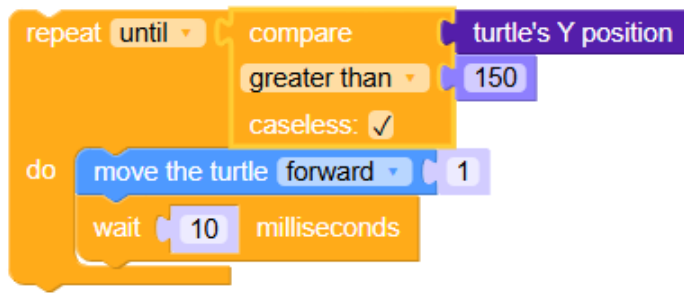 repeat until compare turtle's Y position
greater than 150
caseless: ✓
do move the turtle forward 1
wait 10 milliseconds